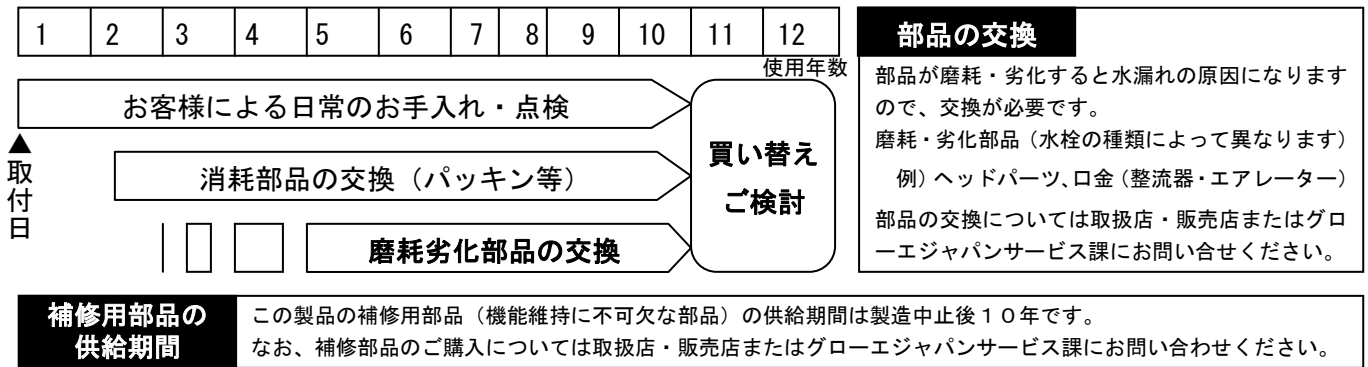 1 2 3 4 5 6 7 8 9 10 11 12
使用年数
お客様による日常のお手入れ・点検
▲
取付日
消耗部品の交換（パッキン等）
磨耗劣化部品の交換
買い替え
ご検討
部品の交換
部品が磨耗・劣化すると水漏れの原因になります
ので、交換が必要です。
磨耗・劣化部品（水栓の種類によって異なります）
例）ヘッドパーツ、口金（整流器・エアレーター）
部品の交換については取扱店・販売店またはグロ
ーエジャパンサービス課にお問い合せください。
補修用部品の
供給期間
この製品の補修用部品（機能維持に不可欠な部品）の供給期間は製造中止後１０年です。
なお、補修部品のご購入については取扱店・販売店またはグローエジャパンサービス課にお問い合わせください。